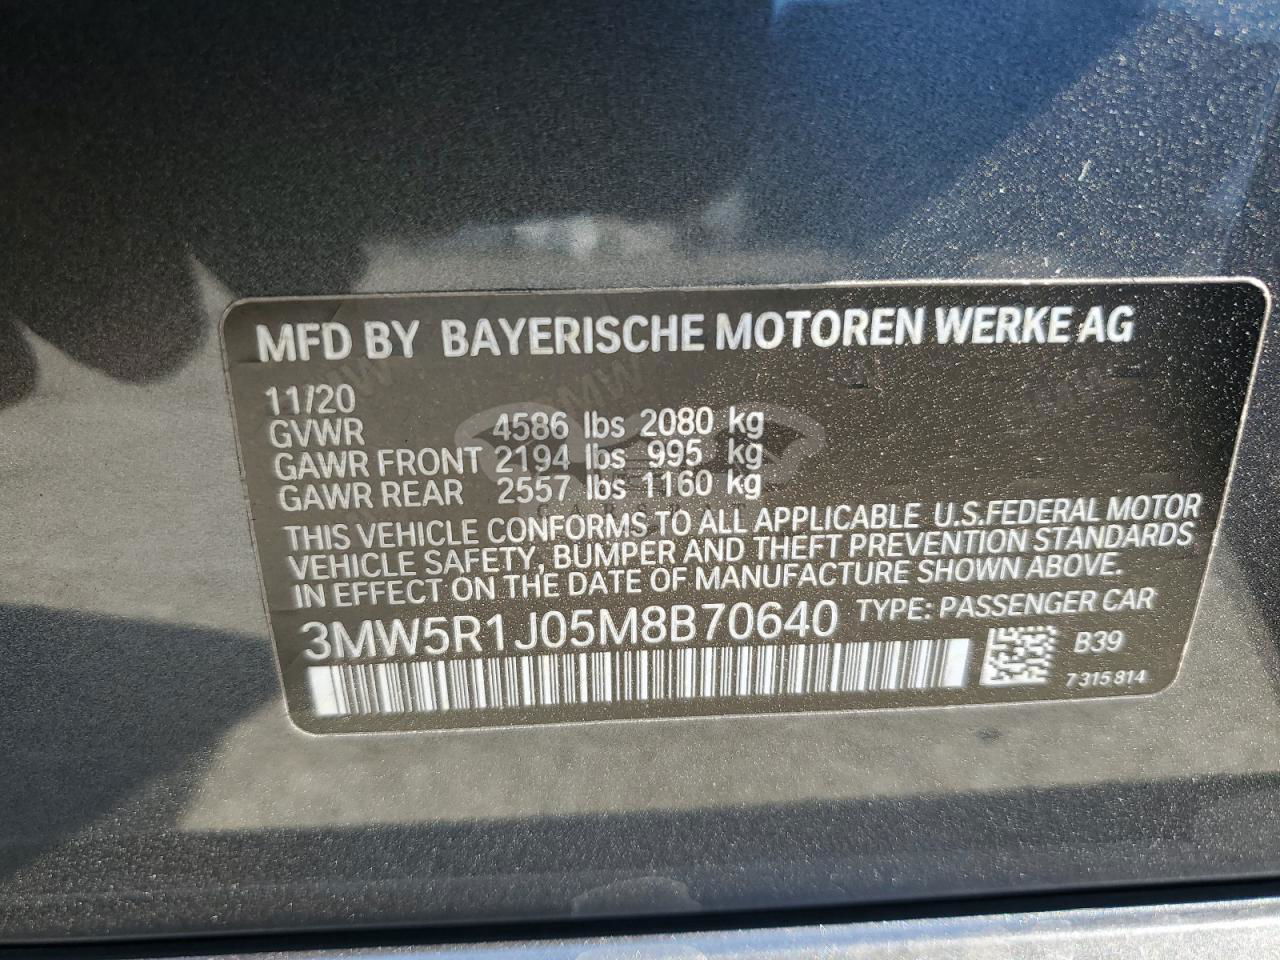 MFD BY BAYERISCHE MOTOREN WERKE AG
11/20
GVWR 4586 lbs 2080 kg
GAWR FRONT 2194 lbs 995 kg
GAWR REAR 2557 lbs 1160 kg
THIS VEHICLE CONFORMS TO ALL APPLICABLE U.S.FEDERAL MOTOR
VEHICLE SAFETY, BUMPER AND THEFT PREVENTION STANDARDS
IN EFFECT ON THE DATE OF MANUFACTURE SHOWN ABOVE.
3MW5R1J05M8B70640 TYPE: PASSENGER CAR
B39
7 315 814